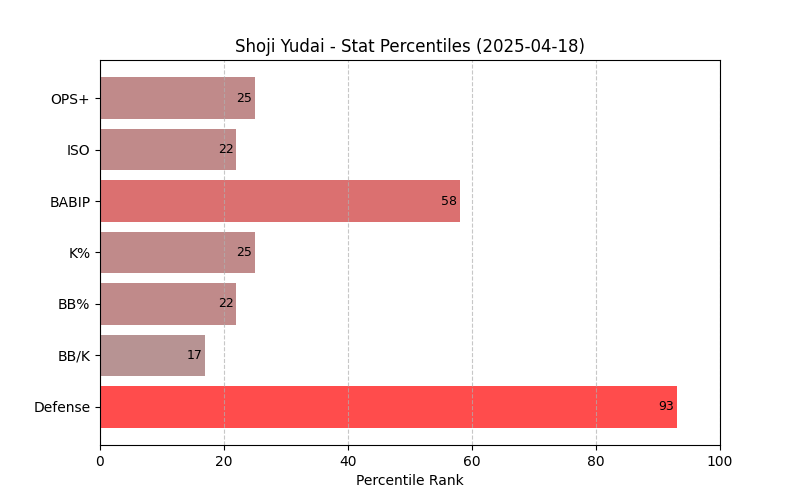 Shoji Yudai - Stat Percentiles (2025-04-18)
OPS+ 25
ISO 22
BABIP 58
K% 25
BB% 22
BB/K 17
Defense 93
0 20 40 60 80 100
Percentile Rank